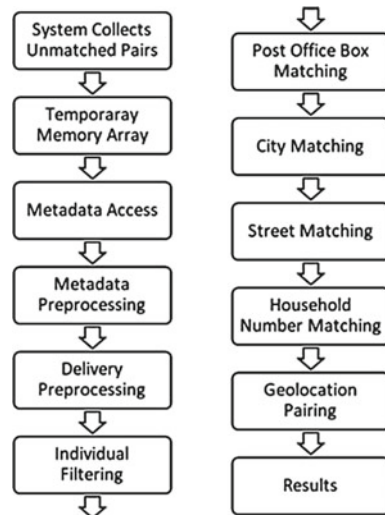 System Collects
Unmatched Pairs
Temporaray
Memory Array
Metadata Access
Metadata
Preprocessing
Delivery
Preprocessing
Individual
Filtering
Post Office Box
Matching
City Matching
Street Matching
Household
Number Matching
Geolocation
Pairing
Results